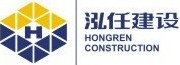 H
泓任建设
HONGREN
CONSTRUCTION